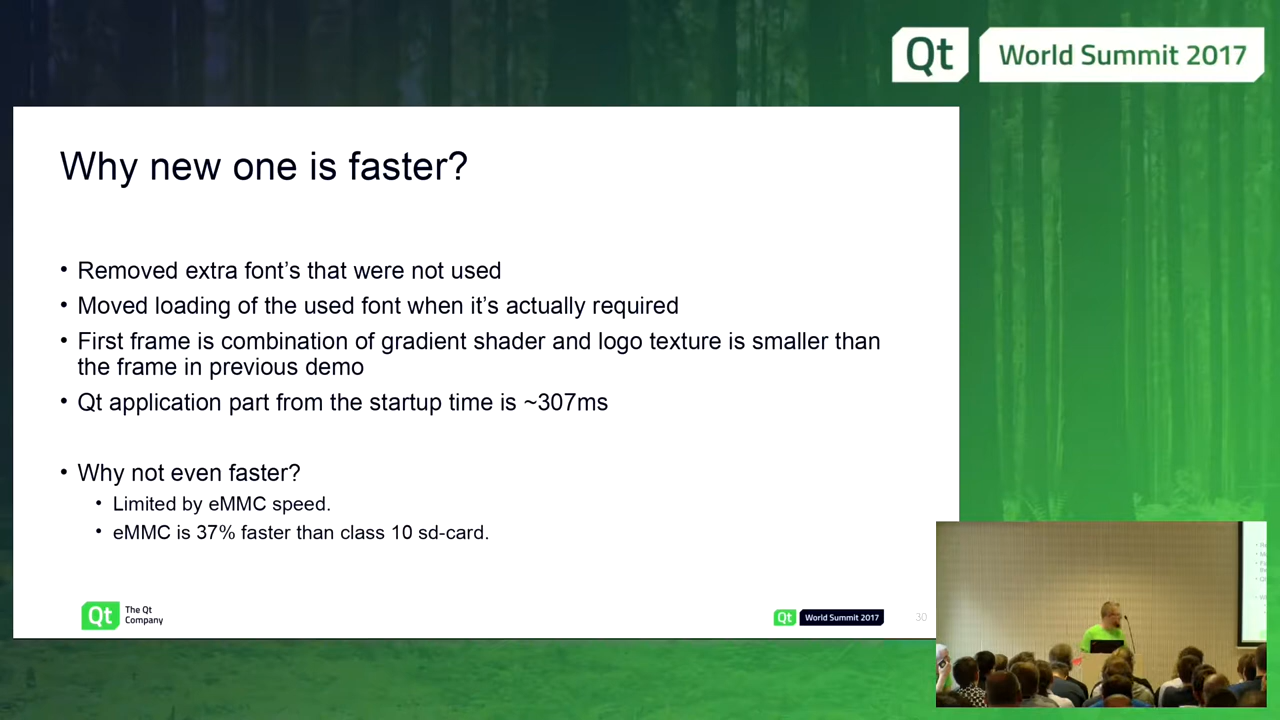 Qt World Summit 2017
Why new one is faster?
• Removed extra font's that were not used
• Moved loading of the used font when it's actually required
• First frame is combination of gradient shader and logo texture is smaller than
the frame in previous demo
• Qt application part from the startup time is ~307ms
• Why not even faster?
• Limited by eMMC speed.
• eMMC is 37% faster than class 10 sd-card.
Qt The Qt
Company
Qt World Summit 2017
30